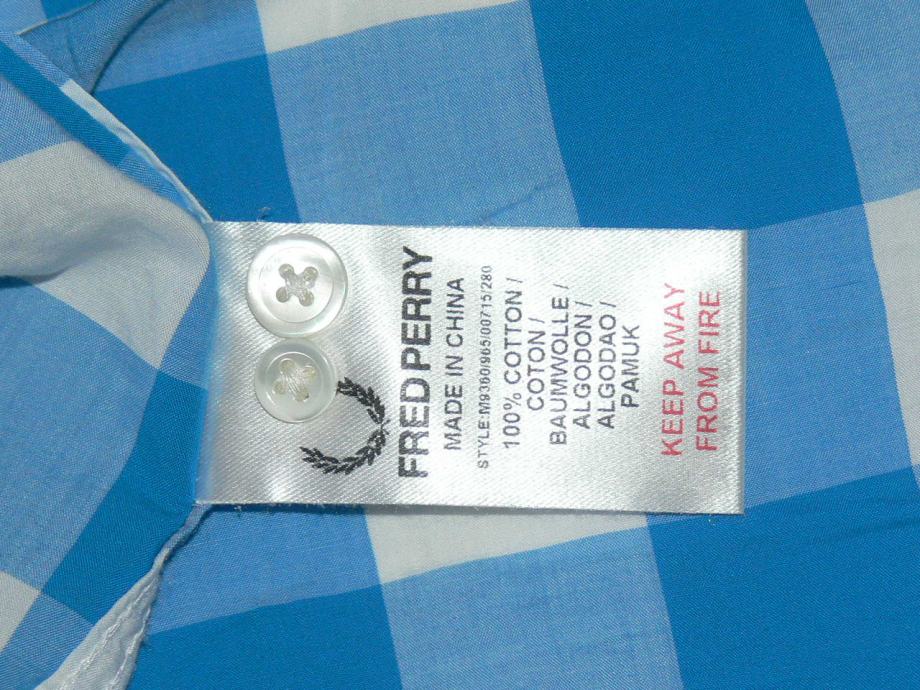 FRED PERRY
MADE IN CHINA
STYLE:M9360/965/00715/280
100% COTTON /
COTON /
BAUMWOLLE /
ALGODON /
ALGODAO /
PAMUK
KEEP AWAY
FROM FIRE